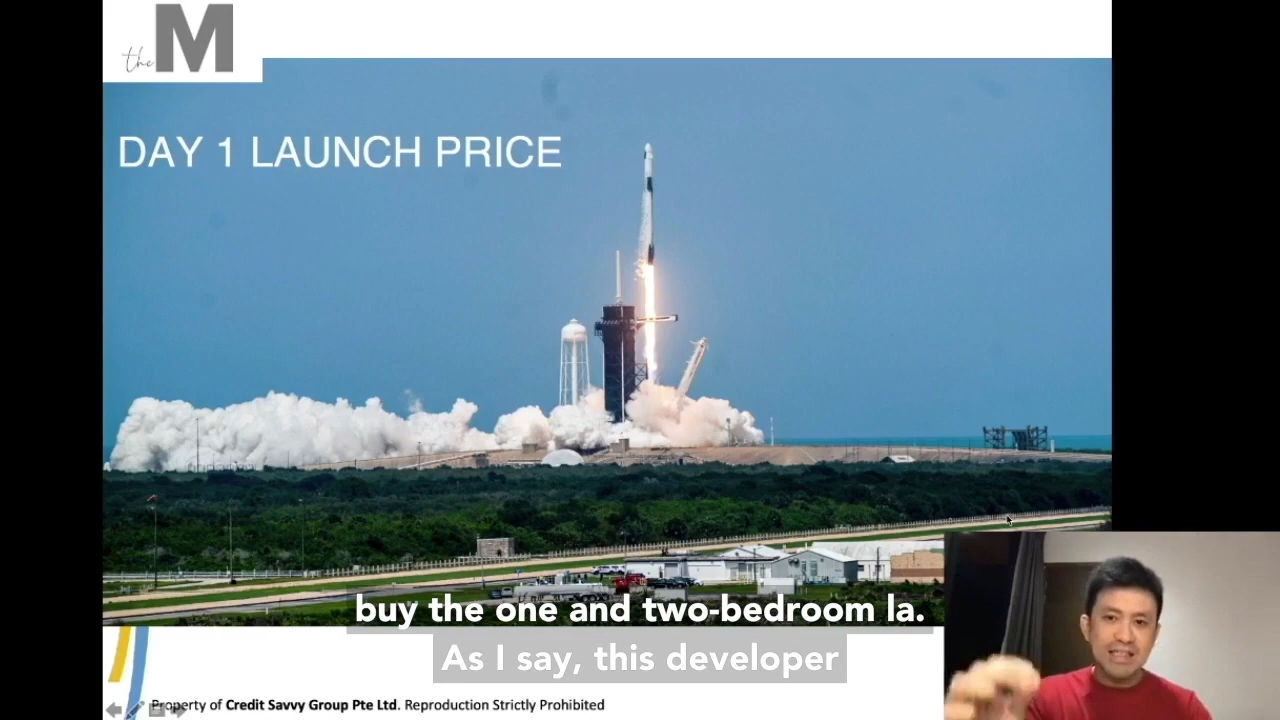 the M
DAY 1 LAUNCH PRICE
buy the one and two-bedroom la.
As I say, this developer
Property of Credit Savvy Group Pte Ltd. Reproduction Strictly Prohibited